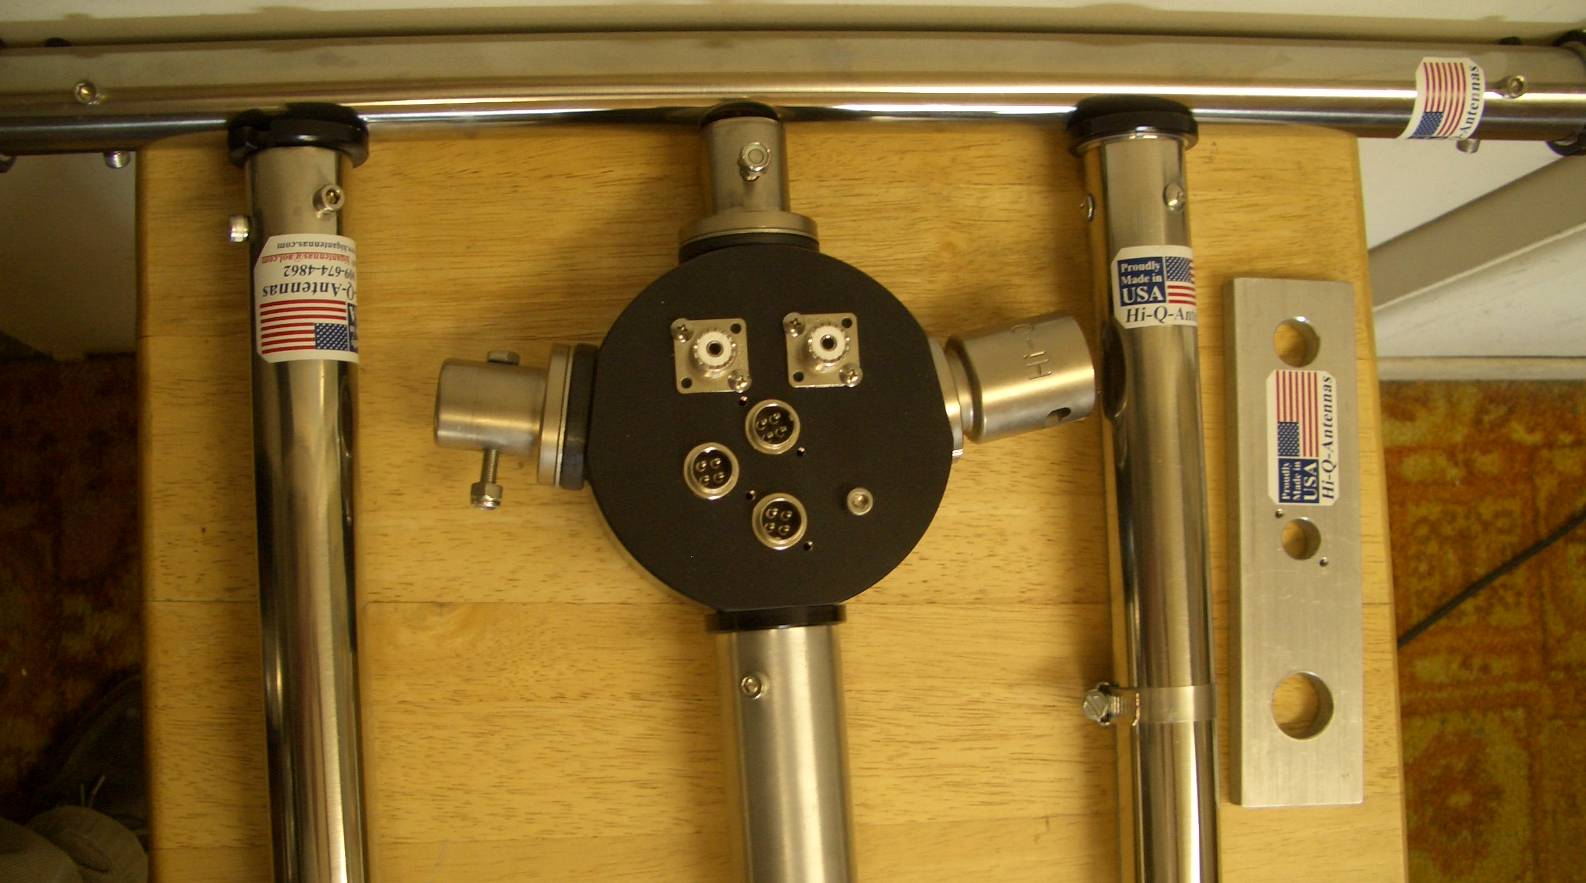 Antennas
www.hiqantennas.com
hiqantennas@aol.com
909-674-4862
-Q-Antennas
Proudly
Made in
USA
Hi-Q-Ant
Hi-Q
Proudly
Made in
USA
Hi-Q-Antennas